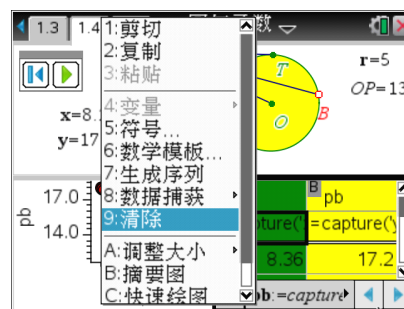 1.3 1.4 数
1:剪切
2:复制
3:粘贴
4:变量
5:符号...
6:数学模板...
7:生成序列
8:数据捕获
9:清除
A:调整大小
B:摘要图
C:快速绘图
T
O
B
r=5
OP=13
x=8.
y=17
pb
17.0
14.0
B pb
pture(' =capture('y
8.36 17.2
pb:=capture